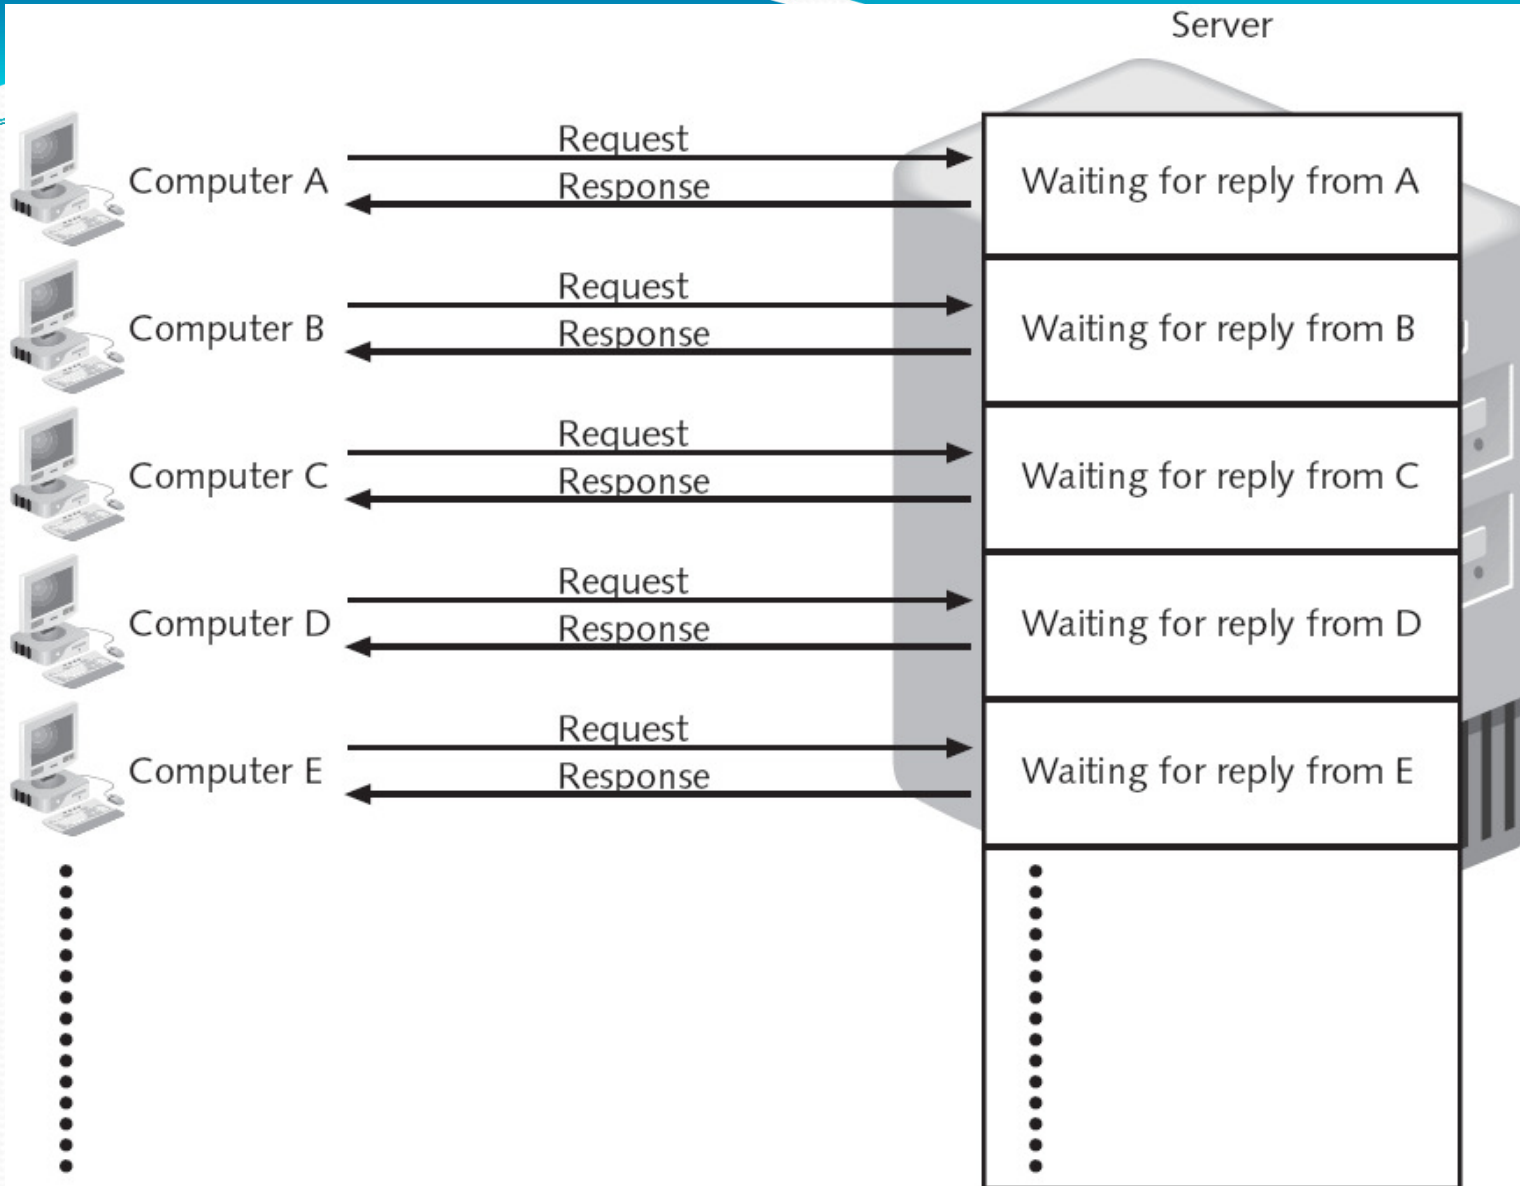 Server
Request
Computer A
Response
Waiting for reply from A
Request
Computer B
Response
Waiting for reply from B
Request
Computer C
Response
Waiting for reply from C
Request
Computer D
Response
Waiting for reply from D
Request
Computer E
Response
Waiting for reply from E